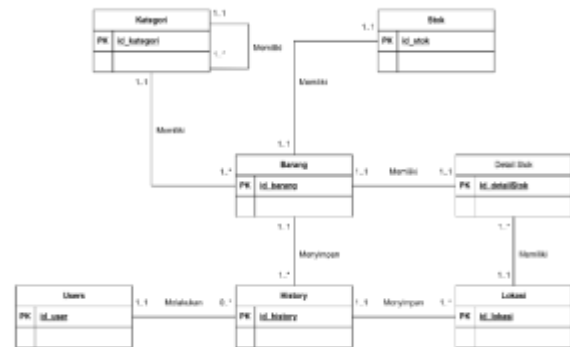 Kategori
1..1
Stok
PK id_kategori
1..*
Memiliki
1..1
PK id_stok
1..1
Memiliki
Memiliki
1..*
1..1
Barang
1..1
Memiliki
1..1
Detail Stok
PK id_barang
PK id_detailStok
1..1
1..*
Menyimpan
Memiliki
1..*
1..1
Users
1..1
Melakukan
0..*
History
1..1
Menyimpan
1..*
Lokasi
PK id_user
PK id_history
PK id_lokasi